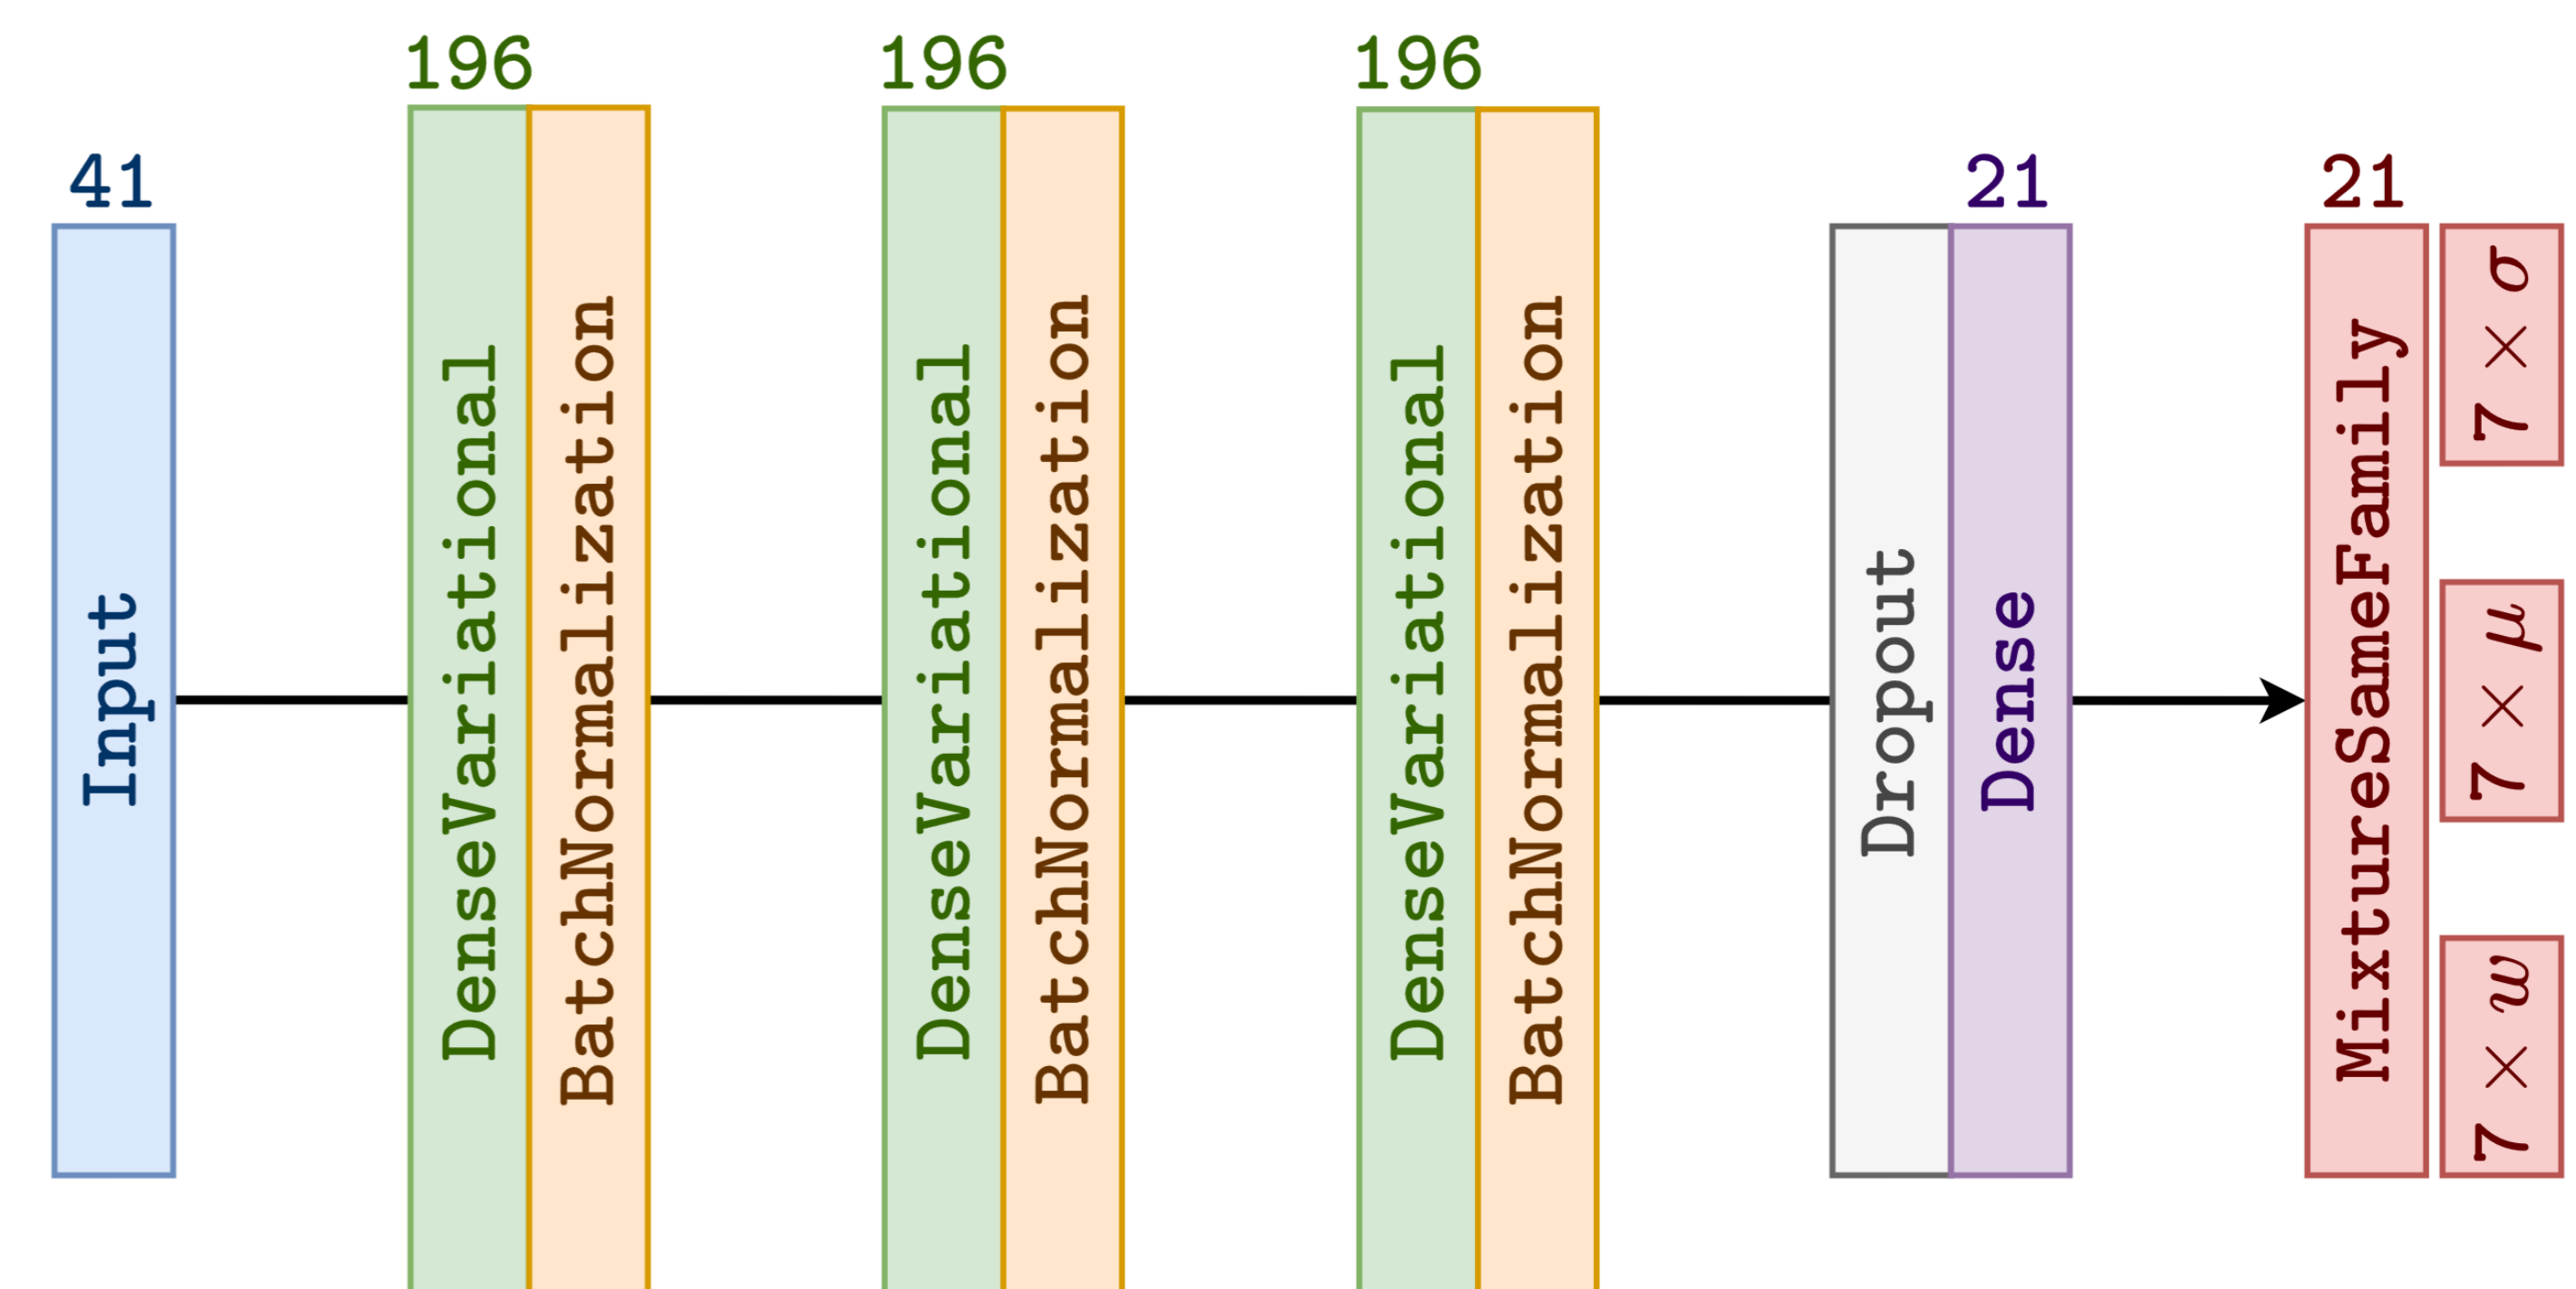 41
Input
196
DenseVariational
BatchNormalization
196
DenseVariational
BatchNormalization
196
DenseVariational
BatchNormalization
Dropout
21
Dense
21
MixtureSameFamily
7 × σ
7 × μ
7 × w